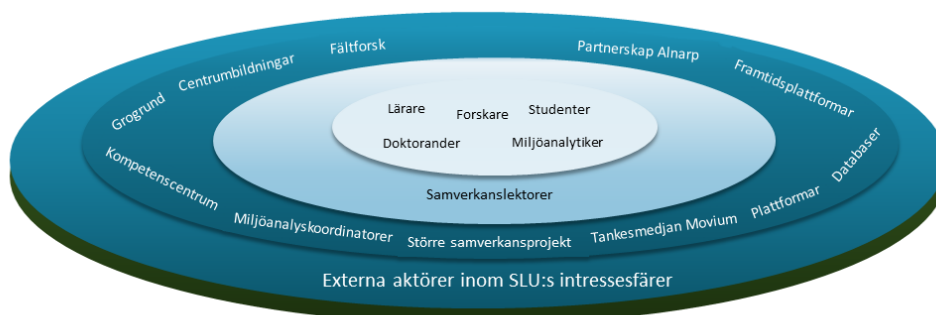 Fältforsk
Partnerskap Alnarp
Centrumbildningar
Framtidsplattformar
Grogrund
Lärare
Forskare
Studenter
Doktorander
Miljöanalytiker
Databaser
Kompetenscentrum
Samverkanslektorer
Plattformar
Miljöanalyskoordinatorer
Större samverkansprojekt
Tankesmedjan Movium
Externa aktörer inom SLU:s intressesfärer